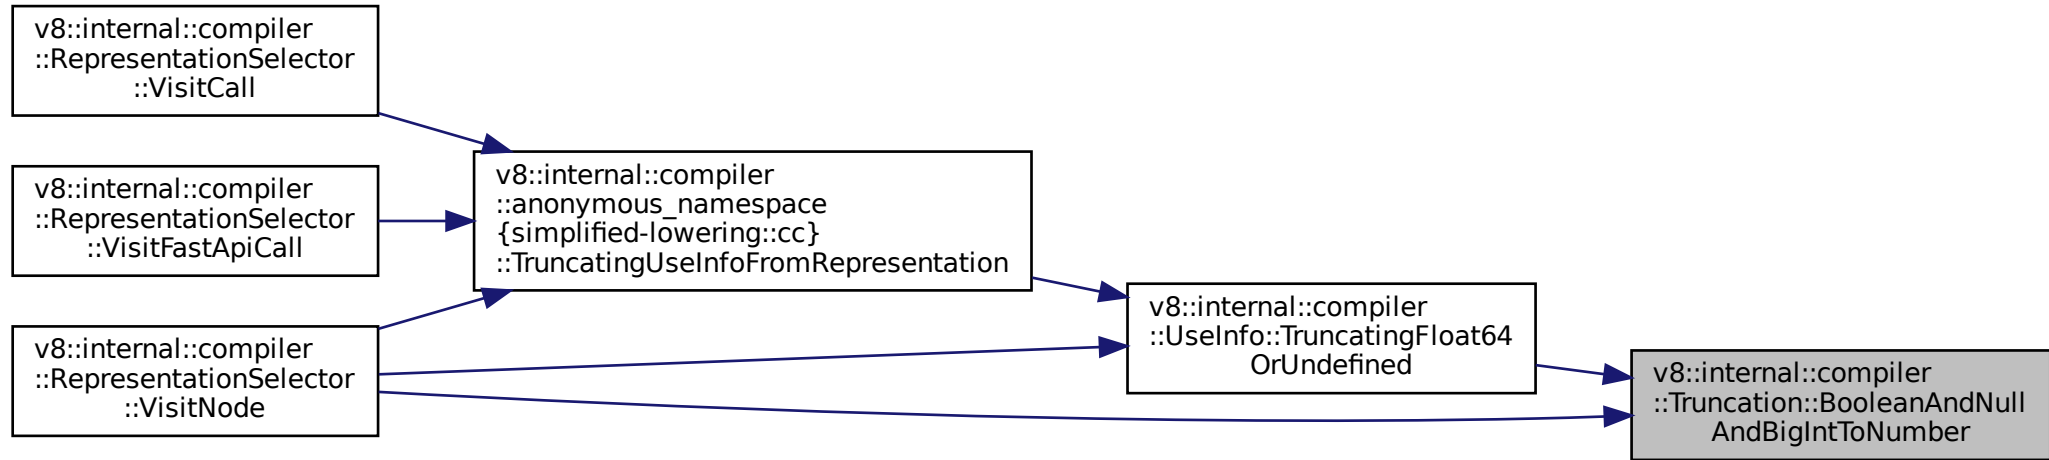 v8::internal::compiler
::RepresentationSelector
::VisitCall
v8::internal::compiler
::RepresentationSelector
::VisitFastApiCall
v8::internal::compiler
::RepresentationSelector
::VisitNode
v8::internal::compiler
::anonymous_namespace
{simplified-lowering::cc}
::TruncatingUseInfoFromRepresentation
v8::internal::compiler
::UseInfo::TruncatingFloat64
OrUndefined
v8::internal::compiler
::Truncation::BooleanAndNull
AndBigIntToNumber